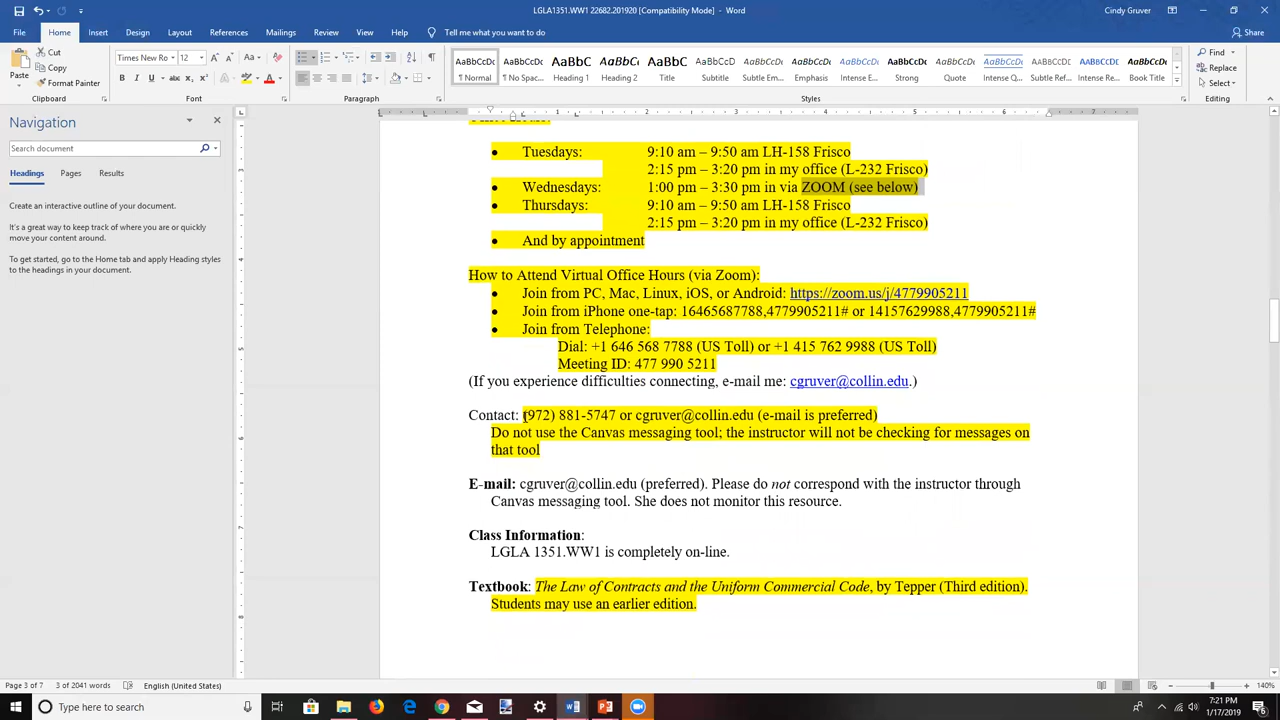 LGLA1351.WW1 22682.201920 [Compatibility Mode] - Word
Cindy Gruver
File Home Insert Design Layout References Mailings Review View Help Tell me what you want to do
Share
Paste
Cut
Copy
Format Painter
Clipboard
Times New Ro 12
Font
Paragraph
AaBbCcDc AaBbCcDc AaBbCc AaBbCc AaBbCc AaBbCcD AaBbCcDc AaBbCcDc AaBbCcDc AaBbCcDc AaBbCcDc AaBbCcDc AaBbCcDc AaBbCcDc AaBbCcDc
¶ Normal ¶ No Spac... Heading 1 Heading 2 Title Subtitle Subtle Em... Emphasis Intense E... Strong Quote Intense Q... Subtle Ref... Intense Re... Book Title
Styles
Find
Replace
Select
Editing
Navigation
Search document
Headings Pages Results
Create an interactive outline of your document.
It's a great way to keep track of where you are or quickly
move your content around.
To get started, go to the Home tab and apply Heading styles
to the headings in your document.
Tuesdays: 9:10 am – 9:50 am LH-158 Frisco
2:15 pm – 3:20 pm in my office (L-232 Frisco)
Wednesdays: 1:00 pm – 3:30 pm in via ZOOM (see below)
Thursdays: 9:10 am – 9:50 am LH-158 Frisco
2:15 pm – 3:20 pm in my office (L-232 Frisco)
And by appointment
How to Attend Virtual Office Hours (via Zoom):
Join from PC, Mac, Linux, iOS, or Android: https://zoom.us/j/4779905211
Join from iPhone one-tap: 16465687788,4779905211# or 14157629988,4779905211#
Join from Telephone:
Dial: +1 646 568 7788 (US Toll) or +1 415 762 9988 (US Toll)
Meeting ID: 477 990 5211
(If you experience difficulties connecting, e-mail me: cgruver@collin.edu.)
Contact: (972) 881-5747 or cgruver@collin.edu (e-mail is preferred)
Do not use the Canvas messaging tool; the instructor will not be checking for messages on
that tool
E-mail: cgruver@collin.edu (preferred). Please do not correspond with the instructor through
Canvas messaging tool. She does not monitor this resource.
Class Information:
LGLA 1351.WW1 is completely on-line.
Textbook: The Law of Contracts and the Uniform Commercial Code, by Tepper (Third edition).
Students may use an earlier edition.
Page 3 of 7 3 of 2041 words English (United States)
140%
Type here to search
7:21 PM
1/17/2019